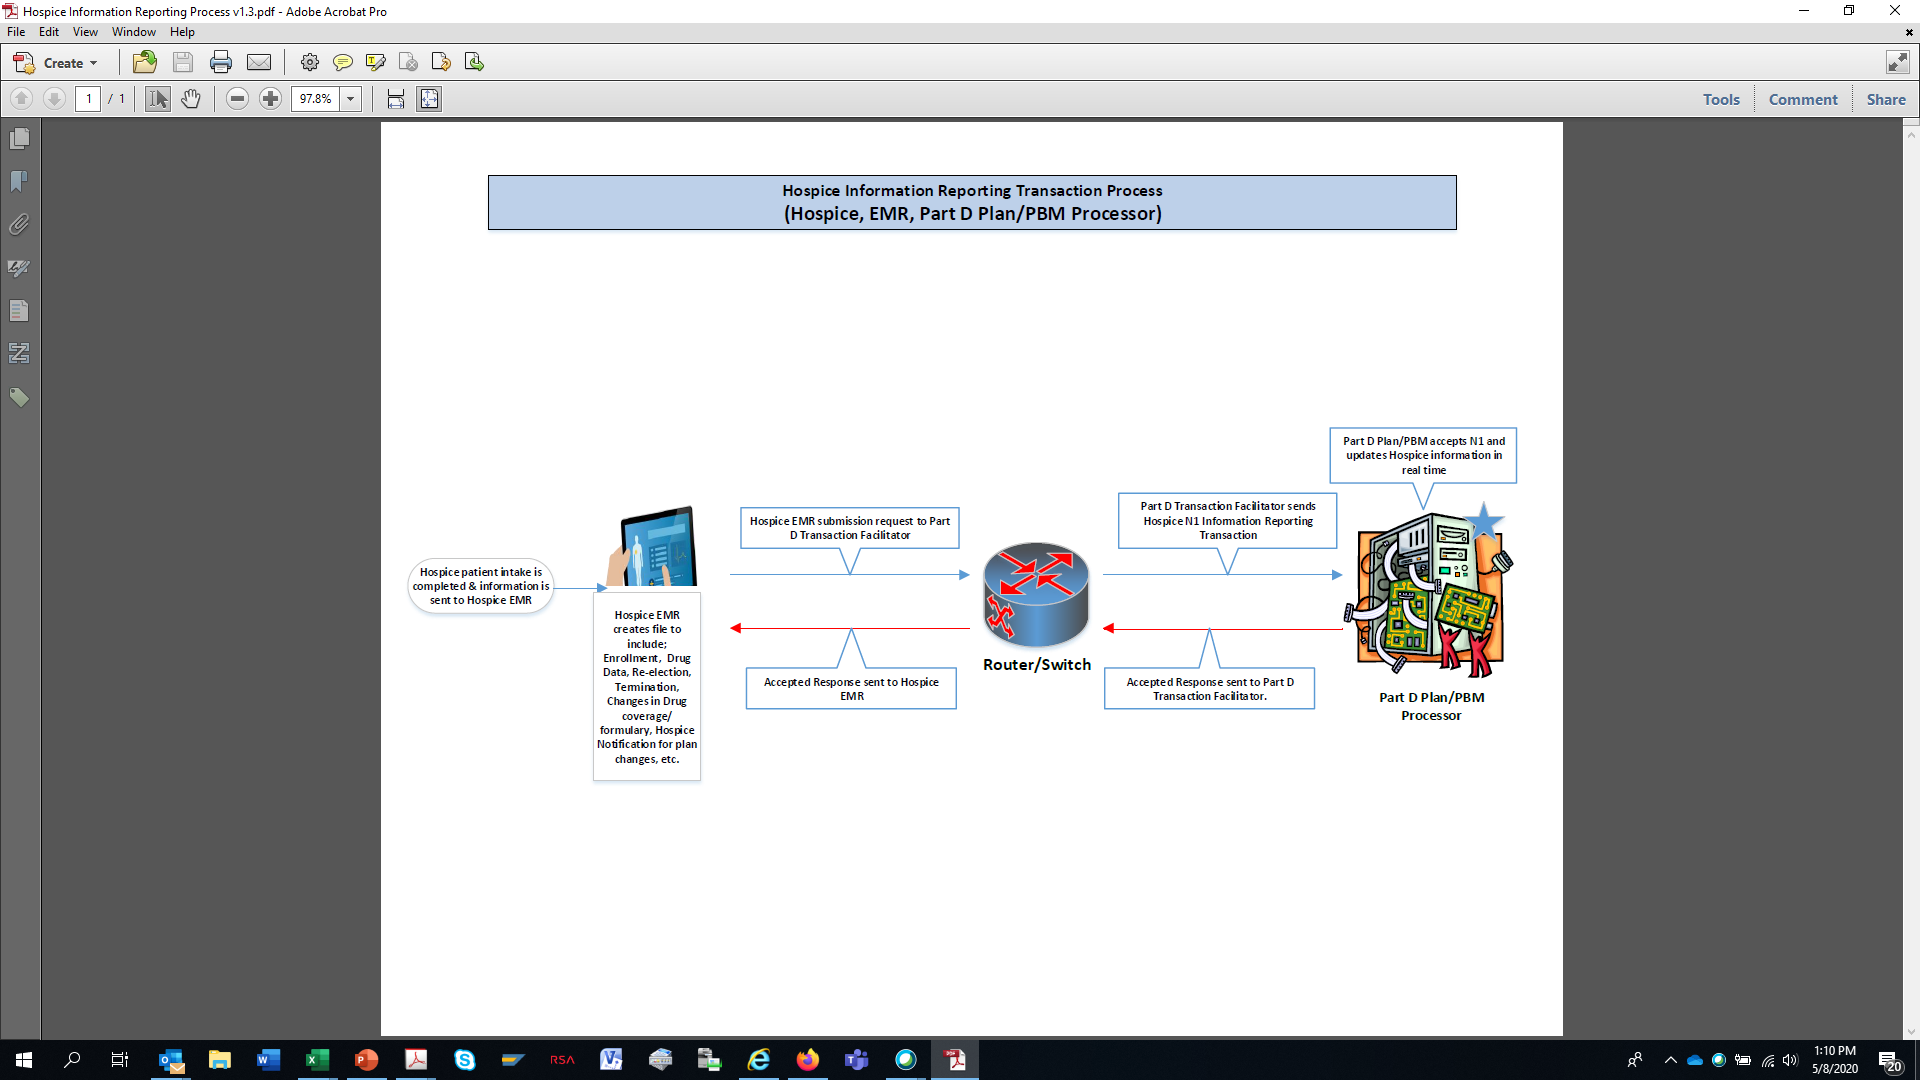 Hospice Information Reporting Process v1.3.pdf - Adobe Acrobat Pro
File Edit View Window Help
Create
1 / 1
97.8%
Tools Comment Share
Hospice Information Reporting Transaction Process
(Hospice, EMR, Part D Plan/PBM Processor)
Part D Plan/PBM accepts N1 and
updates Hospice information in
real time
Part D Transaction Facilitator sends
Hospice N1 Information Reporting
Transaction
Hospice EMR submission request to Part
D Transaction Facilitator
Hospice patient intake is
completed & information is
sent to Hospice EMR
Hospice EMR
creates file to
include;
Enrollment, Drug
Data, Re-election,
Termination,
Changes in Drug
coverage/
formulary, Hospice
Notification for plan
changes, etc.
Router/Switch
Accepted Response sent to Hospice
EMR
Accepted Response sent to Part D
Transaction Facilitator.
Part D Plan/PBM
Processor
RSA
1:10 PM
5/8/2020
20